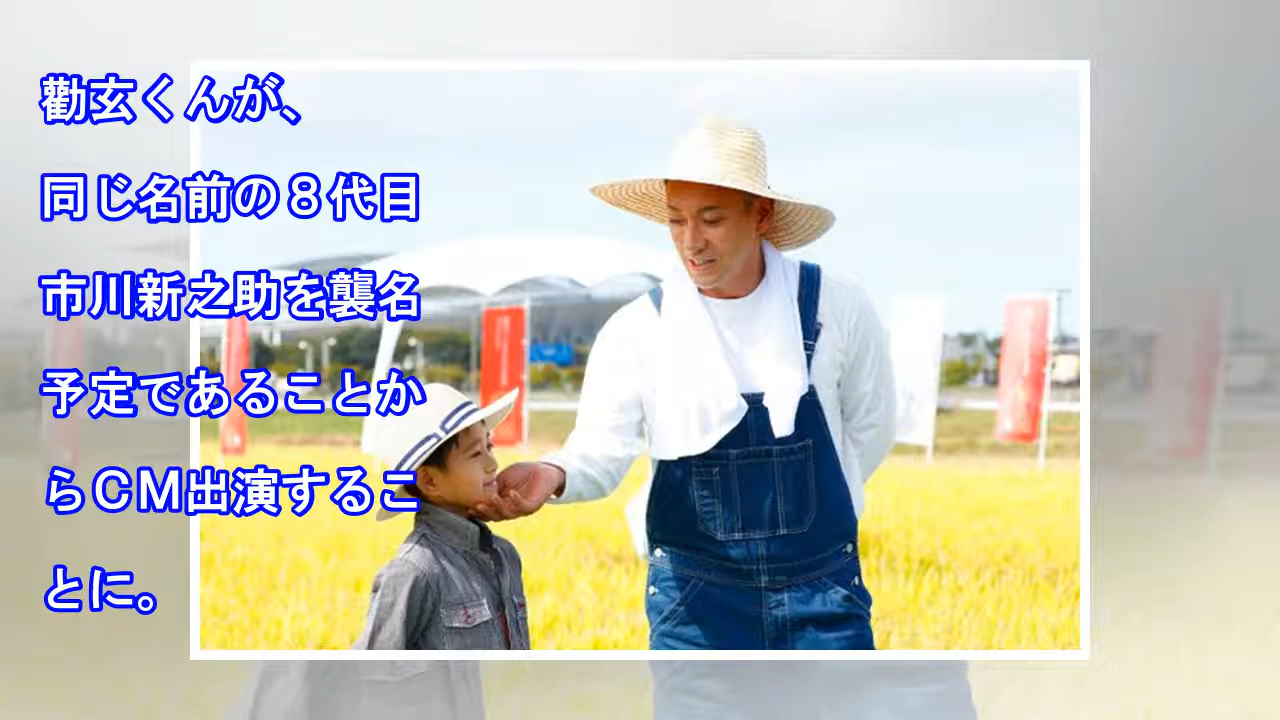 勸玄くんが、
同じ名前の８代目
市川新之助を襲名
予定であることか
らＣＭ出演するこ
とに。